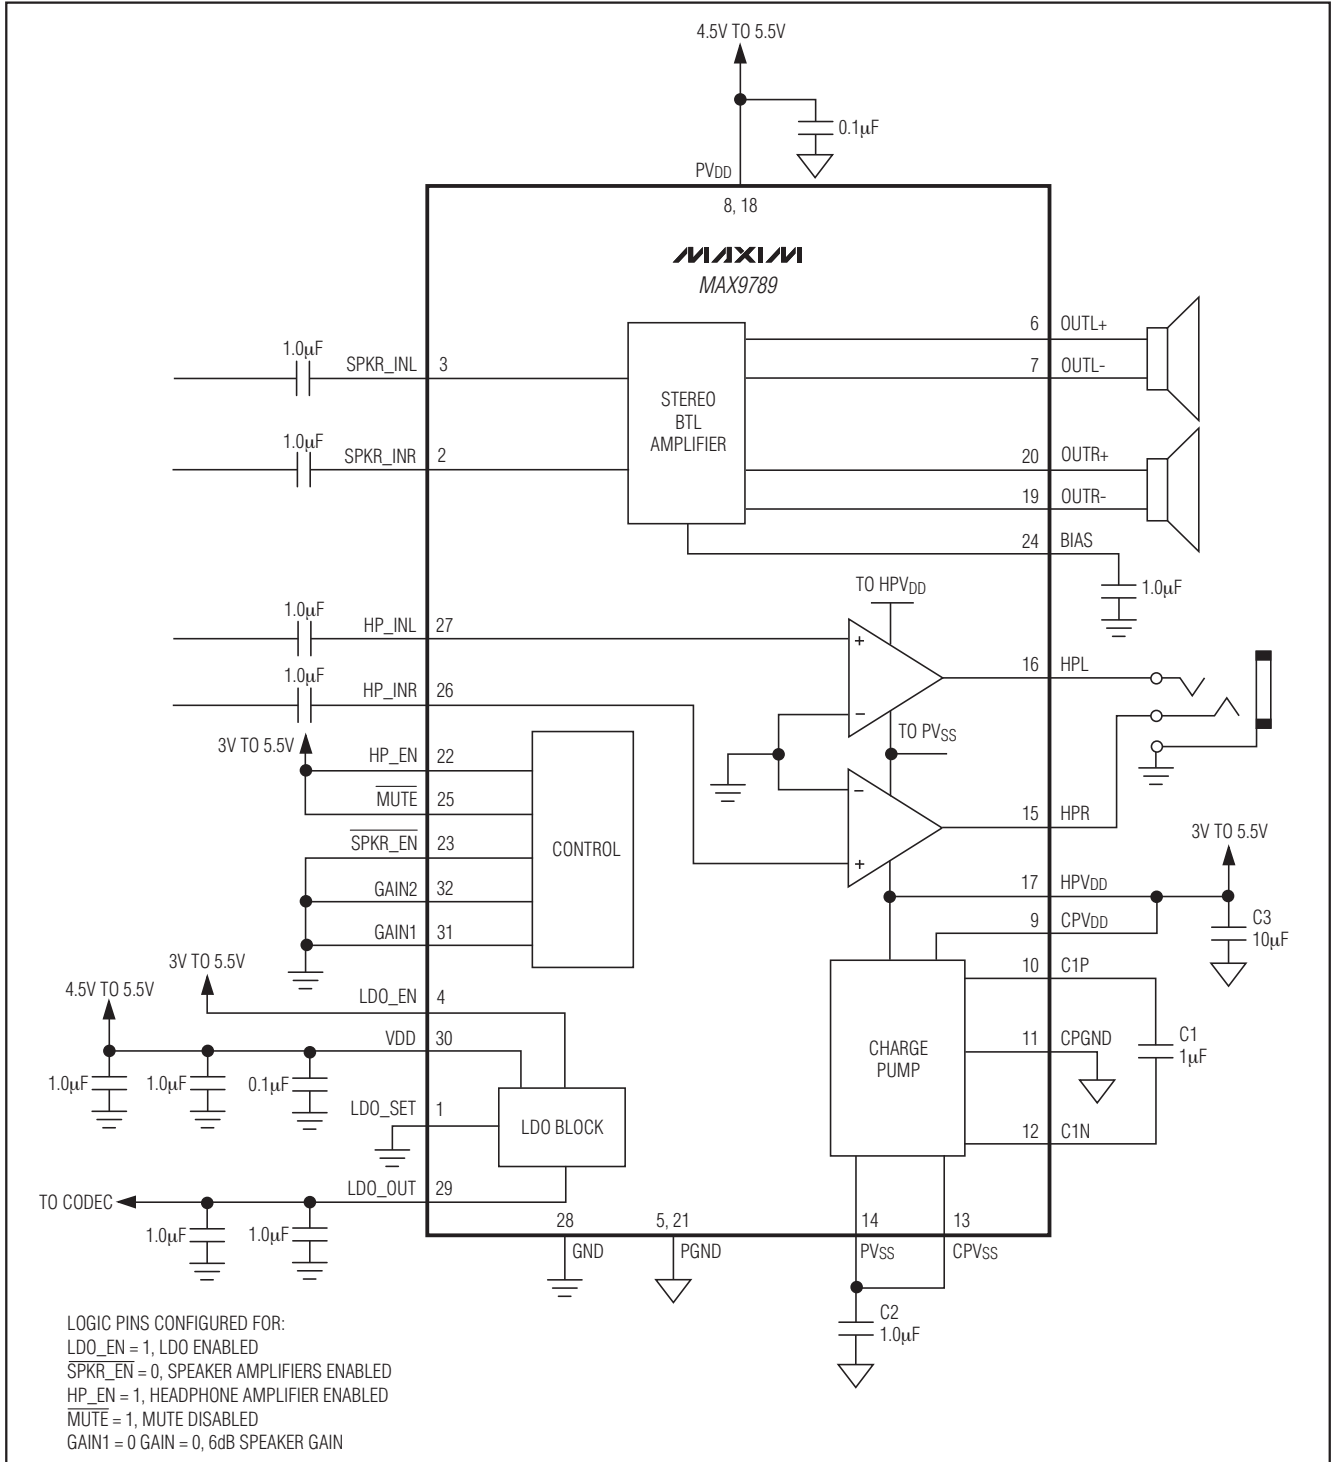 4.5V TO 5.5V
0.1µF
PVDD
8, 18
MAXIM
MAX9789
1.0µF
SPKR_INL
3
6
OUTL+
7
OUTL-
STEREO
BTL
AMPLIFIER
1.0µF
SPKR_INR
2
20
OUTR+
19
OUTR-
24
BIAS
1.0µF
TO HPVDD
1.0µF
HP_INL
27
+
−
16
HPL
1.0µF
HP_INR
26
TO PVSS
3V TO 5.5V
HP_EN
22
MUTE
25
SPKR_EN
23
GAIN2
32
GAIN1
31
CONTROL
−
+
15
HPR
3V TO 5.5V
17
HPVDD
9
CPVDD
C3
10µF
10
C1P
11
CPGND
C1
1µF
12
C1N
CHARGE
PUMP
3V TO 5.5V
LDO_EN
4
4.5V TO 5.5V
VDD
30
1.0µF
1.0µF
0.1µF
LDO_SET
1
LDO BLOCK
TO CODEC
LDO_OUT
29
1.0µF
1.0µF
28
5, 21
14
13
GND
PGND
PVSS
CPVSS
C2
1.0µF
LOGIC PINS CONFIGURED FOR:
LDO_EN = 1, LDO ENABLED
SPKR_EN = 0, SPEAKER AMPLIFIERS ENABLED
HP_EN = 1, HEADPHONE AMPLIFIER ENABLED
MUTE = 1, MUTE DISABLED
GAIN1 = 0 GAIN = 0, 6dB SPEAKER GAIN